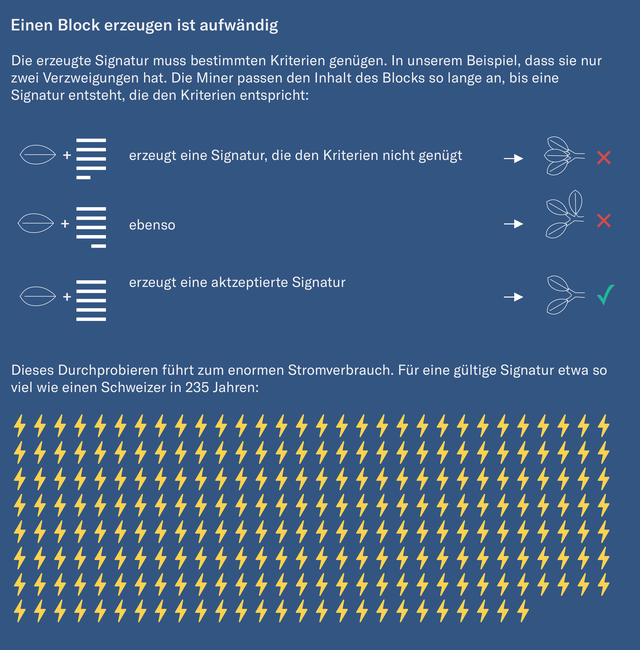 Einen Block erzeugen ist aufwändig
Die erzeugte Signatur muss bestimmten Kriterien genügen. In unserem Beispiel, dass sie nur
zwei Verzweigungen hat. Die Miner passen den Inhalt des Blocks so lange an, bis eine
Signatur entsteht, die den Kriterien entspricht:
+ erzeugt eine Signatur, die den Kriterien nicht genügt
+ ebenso
+ erzeugt eine aktzeptierte Signatur
Dieses Durchprobieren führt zum enormen Stromverbrauch. Für eine gültige Signatur etwa so
viel wie einen Schweizer in 235 Jahren: